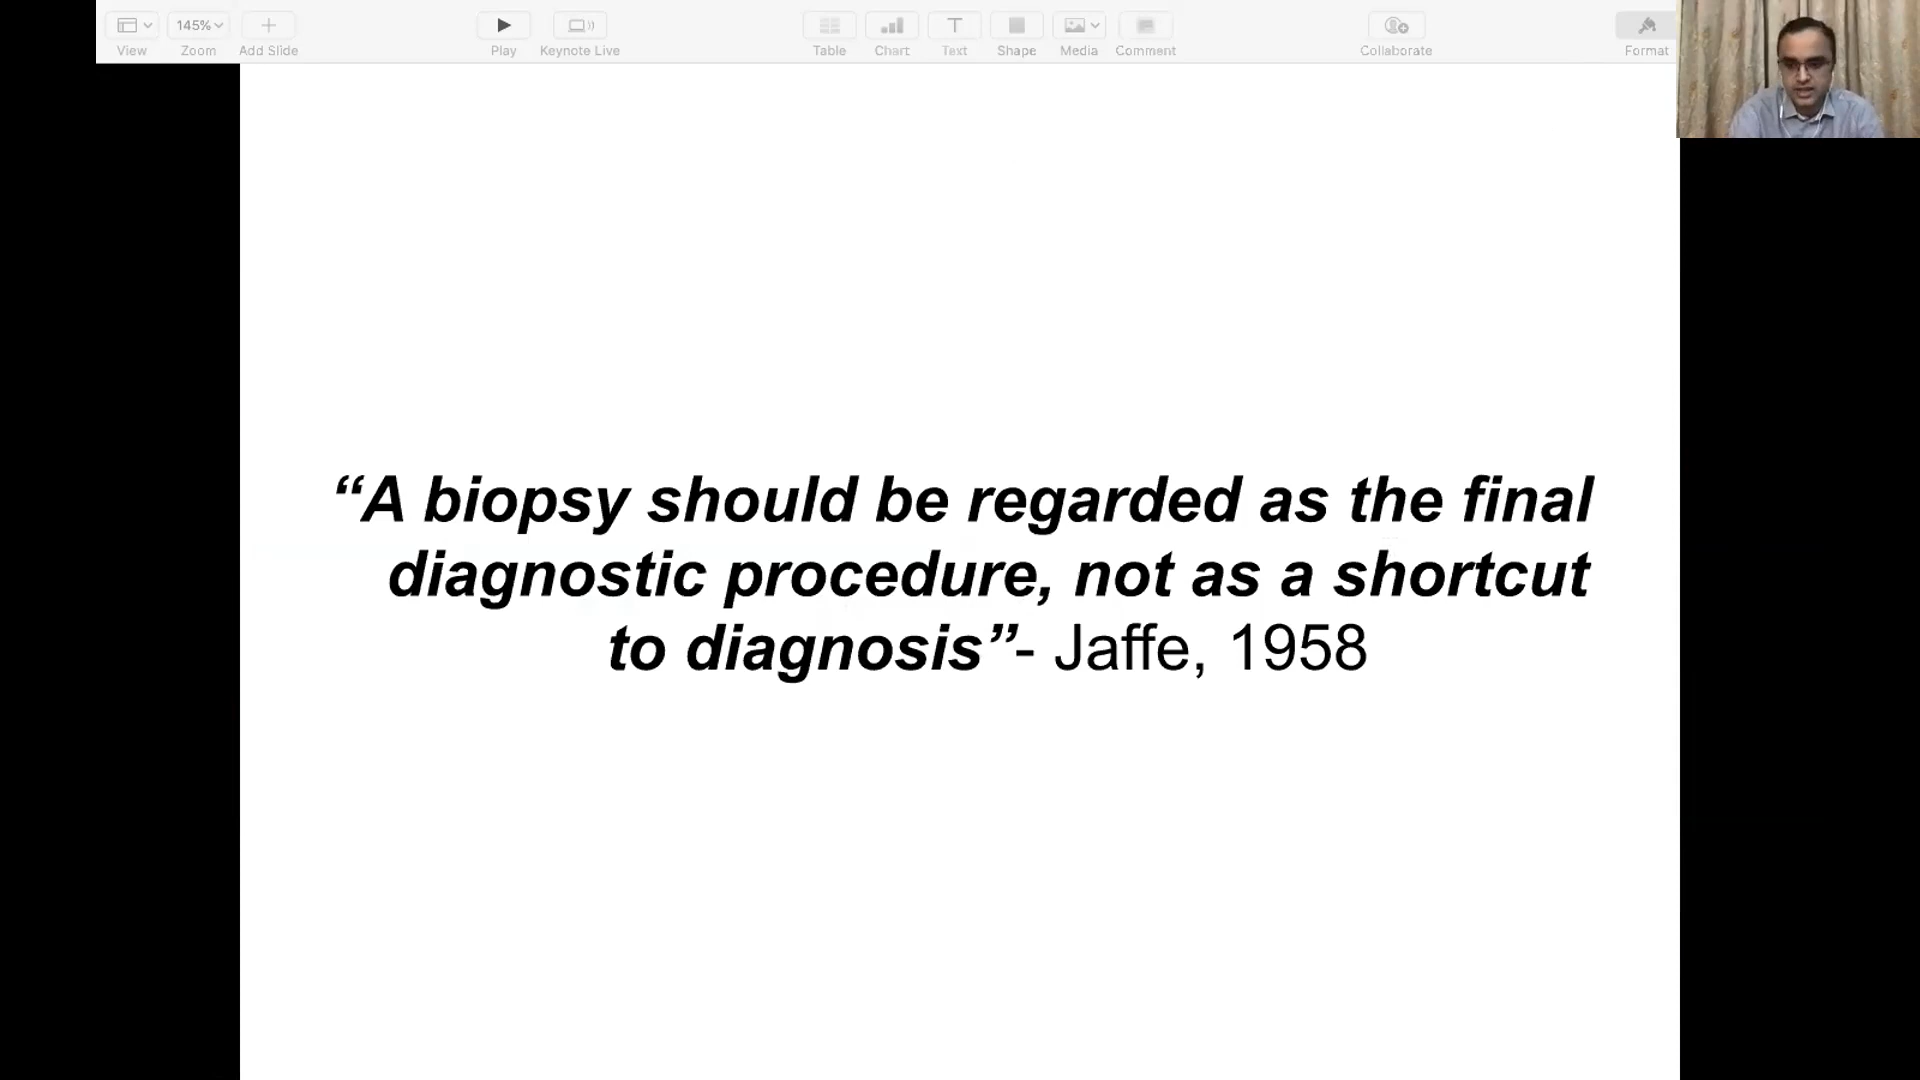 145%
View Zoom Add Slide Play Keynote Live Table Chart Text Shape Media Comment Collaborate Format
“A biopsy should be regarded as the final
diagnostic procedure, not as a shortcut
to diagnosis”- Jaffe, 1958